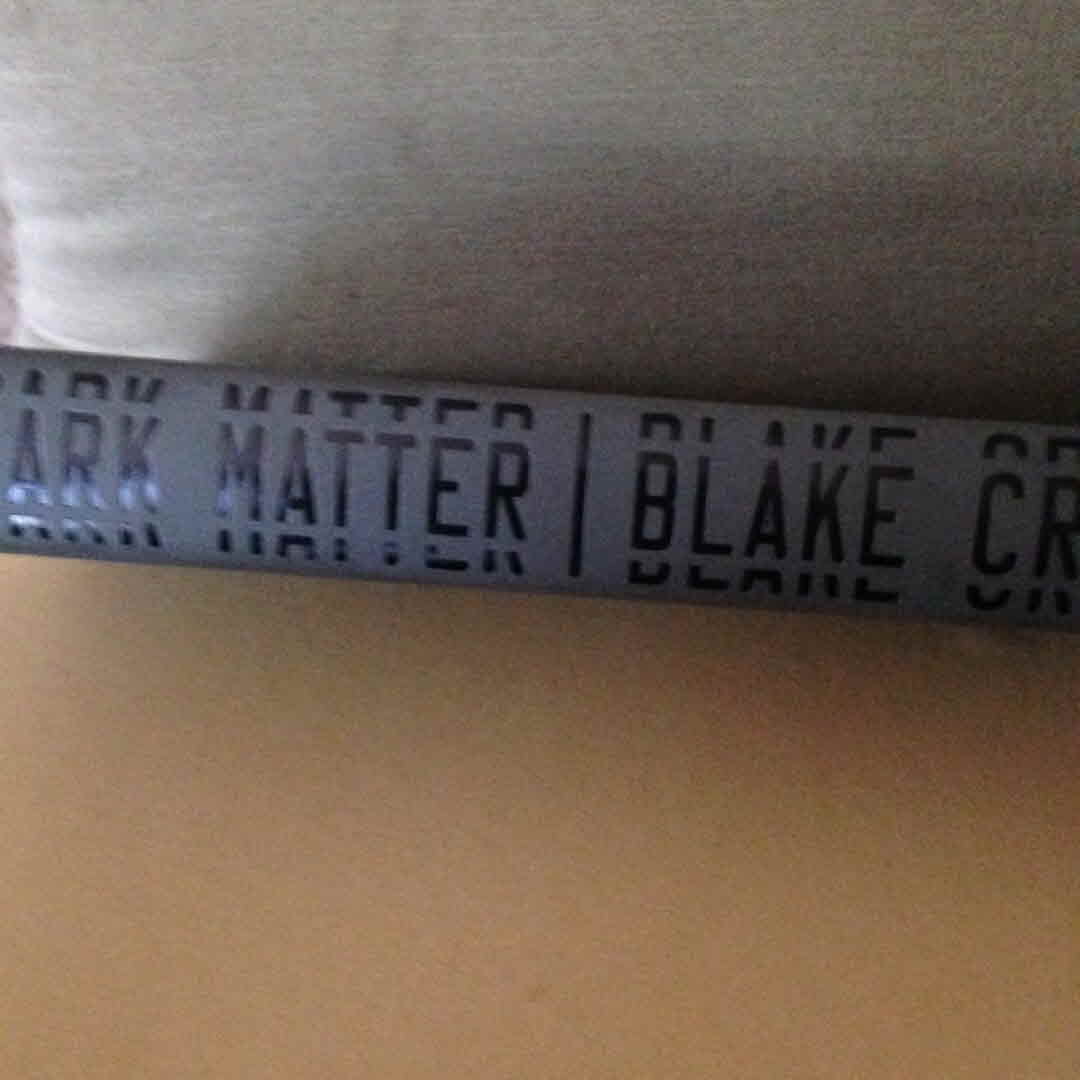 ARK MATTER | BLAKE CR